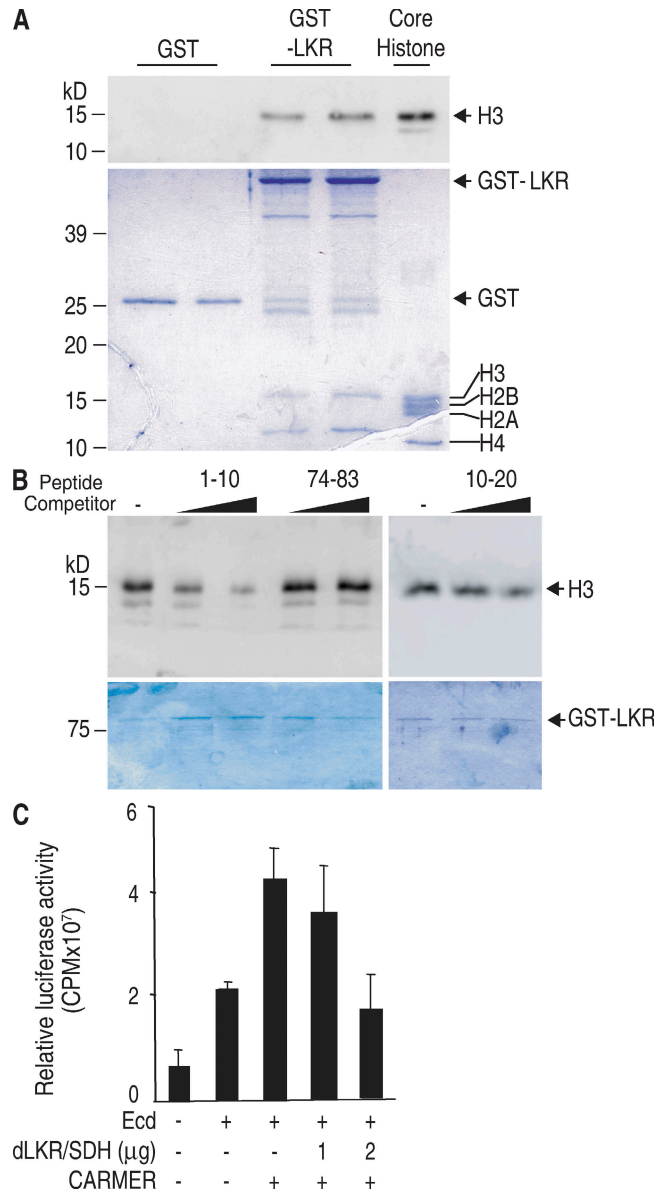 A
GST
GST
-LKR
Core
Histone
kD
15
10
H3
39
25
20
15
10
GST-LKR
GST
H3
H2B
H2A
H4
B
Peptide
Competitor
- 1-10 74-83 - 10-20
kD
15
H3
75
GST-LKR
C
Relative luciferase activity
(CPMx10⁷)
6
4
2
0
Ecd - + + + +
dLKR/SDH (μg) - - - 1 2
CARMER - - + + +